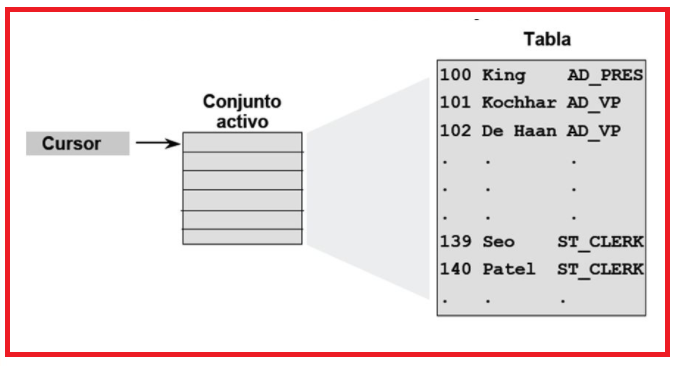 Tabla
100 King AD_PRES
101 Kochhar AD_VP
102 De Haan AD_VP
. . .
. . .
. . .
139 Seo ST_CLERK
140 Patel ST_CLERK
. . .
Conjunto
activo
Cursor